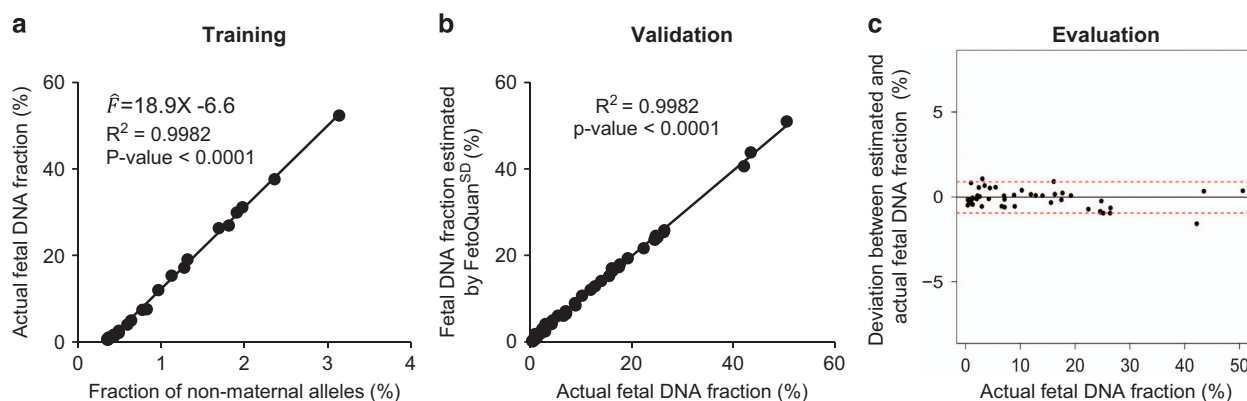 a
Training
Actual fetal DNA fraction (%)
60
40
20
0
F̂=18.9X -6.6
R² = 0.9982
P-value < 0.0001
0
1
2
3
4
Fraction of non-maternal alleles (%)
b
Validation
Fetal DNA fraction estimated
by FetoQuanˢᴰ (%)
60
40
20
0
R² = 0.9982
p-value < 0.0001
0
20
40
60
Actual fetal DNA fraction (%)
c
Evaluation
Deviation between estimated and
actual fetal DNA fraction (%)
5
0
−5
0
10
20
30
40
50
Actual fetal DNA fraction (%)